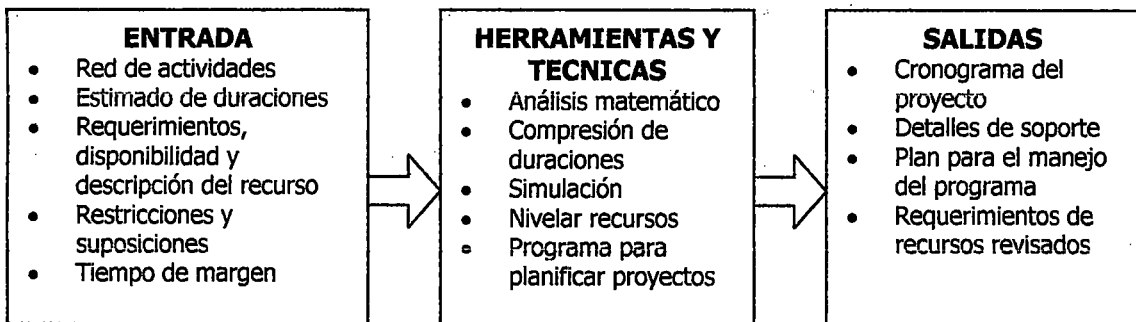 ENTRADA
• Red de actividades
• Estimado de duraciones
• Requerimientos,
disponibilidad y
descripción del recurso
• Restricciones y
suposiciones
• Tiempo de margen
HERRAMIENTAS Y
TECNICAS
• Análisis matemático
• Compresión de
duraciones
• Simulación
• Nivelar recursos
• Programa para
planificar proyectos
SALIDAS
• Cronograma del
proyecto
• Detalles de soporte
• Plan para el manejo
del programa
• Requerimientos de
recursos revisados